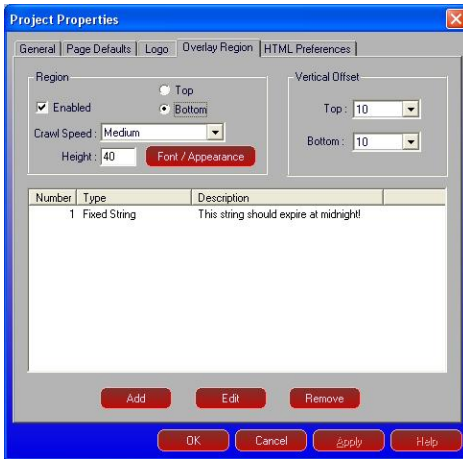 Project Properties
General Page Defaults Logo Overlay Region HTML Preferences
Region
Top
Enabled
Bottom
Crawl Speed : Medium
Height : 40 Font / Appearance
Vertical Offset
Top : 10
Bottom : 10
Number Type Description
1 Fixed String This string should expire at midnight!
Add Edit Remove
OK Cancel Apply Help